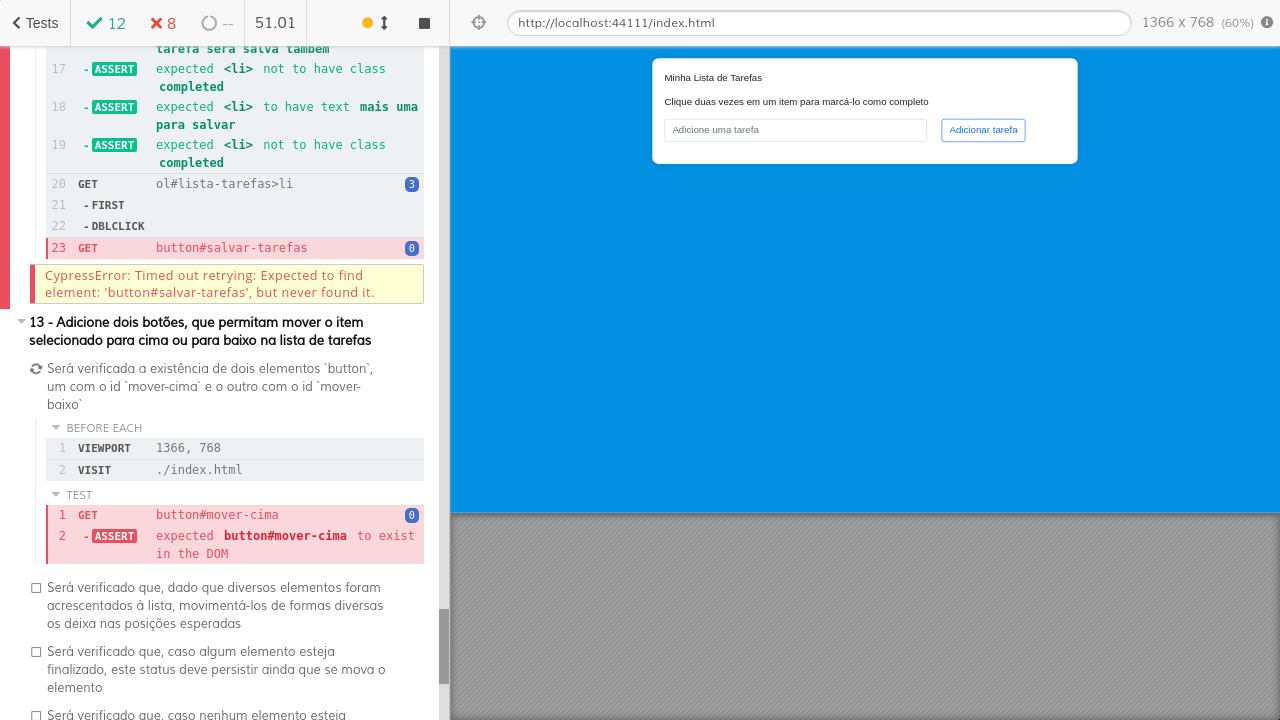 Tests
12
8
--
51.01
http://localhost:44111/index.html
1366 x 768 (60%)
tarefa será salva também
17 - ASSERT expected <li> not to have class
completed
18 - ASSERT expected <li> to have text mais uma
para salvar
19 - ASSERT expected <li> not to have class
completed
20 GET ol#lista-tarefas>li 3
21 - FIRST
22 - DBLCLICK
23 GET button#salvar-tarefas 0
CypressError: Timed out retrying: Expected to find
element: 'button#salvar-tarefas', but never found it.
13 - Adicione dois botões, que permitam mover o item
selecionado para cima ou para baixo na lista de tarefas
Será verificada a existência de dois elementos `button`,
um com o id `mover-cima` e o outro com o id `mover-
baixo`
BEFORE EACH
1 VIEWPORT 1366, 768
2 VISIT ./index.html
TEST
1 GET button#mover-cima 0
2 - ASSERT expected button#mover-cima to exist
in the DOM
Será verificado que, dado que diversos elementos foram
acrescentados à lista, movimentá-los de formas diversas
os deixa nas posições esperadas
Será verificado que, caso algum elemento esteja
finalizado, este status deve persistir ainda que se mova o
elemento
Será verificado que, caso nenhum elemento esteja
Minha Lista de Tarefas
Clique duas vezes em um item para marcá-lo como completo
Adicione uma tarefa
Adicionar tarefa